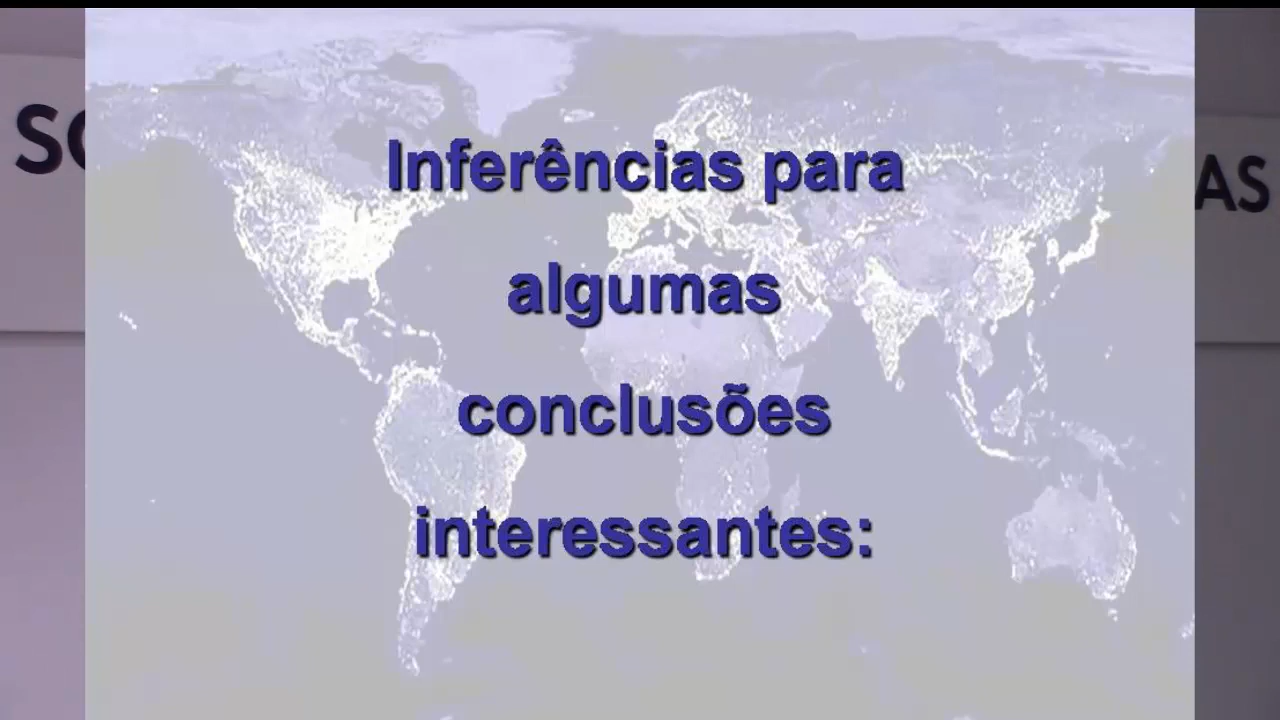 Inferências para
algumas
conclusões
interessantes: